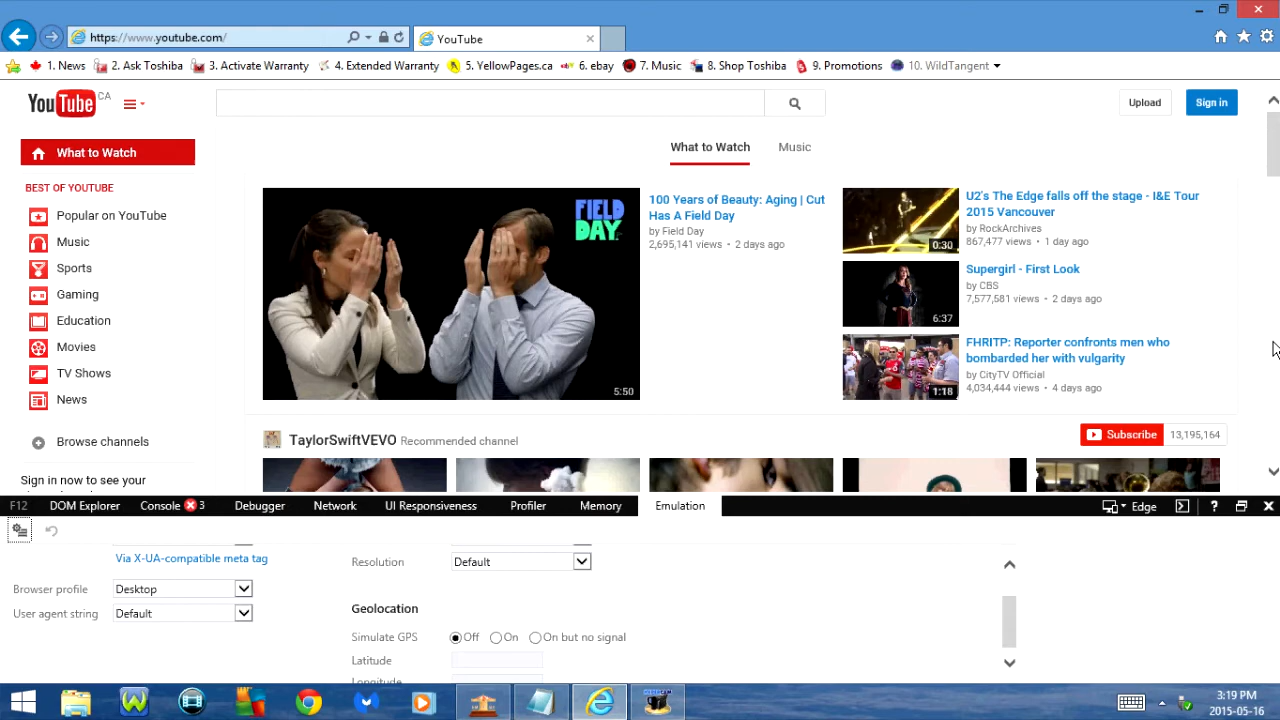 https://www.youtube.com/
YouTube
1. News
2. Ask Toshiba
3. Activate Warranty
4. Extended Warranty
5. YellowPages.ca
6. ebay
7. Music
8. Shop Toshiba
9. Promotions
10. WildTangent
YouTube CA
Upload
Sign in
What to Watch
What to Watch
Music
BEST OF YOUTUBE
Popular on YouTube
Music
Sports
Gaming
Education
Movies
TV Shows
News
Browse channels
Sign in now to see your
FIELD
DAY
5:50
100 Years of Beauty: Aging | Cut
Has A Field Day
by Field Day
2,695,141 views • 2 days ago
0:30
U2's The Edge falls off the stage - I&E Tour
2015 Vancouver
by RockArchives
867,477 views • 1 day ago
6:37
Supergirl - First Look
by CBS
7,577,581 views • 2 days ago
1:18
FHRITP: Reporter confronts men who
bombarded her with vulgarity
by CityTV Official
4,034,444 views • 4 days ago
TaylorSwiftVEVO Recommended channel
Subscribe 13,195,164
F12
DOM Explorer
Console 3
Debugger
Network
UI Responsiveness
Profiler
Memory
Emulation
Edge
?
Via X-UA-compatible meta tag
Browser profile Desktop
User agent string Default
Resolution Default
Geolocation
Simulate GPS Off On On but no signal
Latitude
Longitude
3:19 PM
2015-05-16